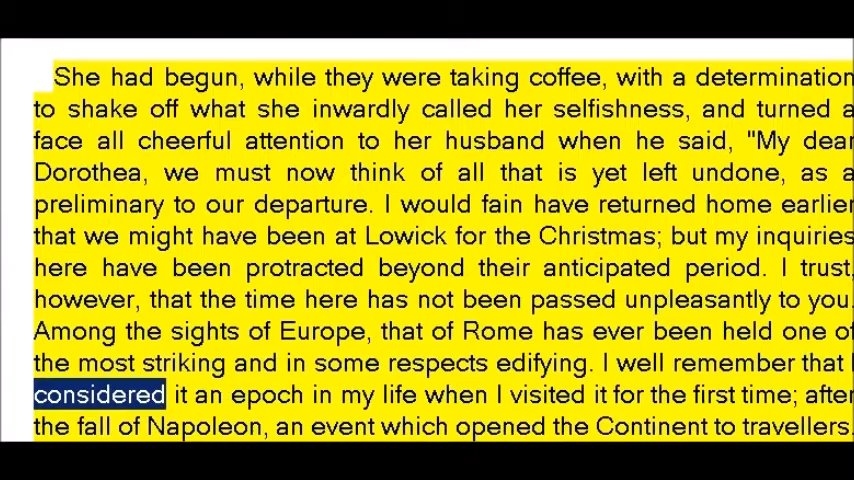 She had begun, while they were taking coffee, with a determination
to shake off what she inwardly called her selfishness, and turned a
face all cheerful attention to her husband when he said, "My dear
Dorothea, we must now think of all that is yet left undone, as a
preliminary to our departure. I would fain have returned home earlier
that we might have been at Lowick for the Christmas; but my inquiries
here have been protracted beyond their anticipated period. I trust,
however, that the time here has not been passed unpleasantly to you.
Among the sights of Europe, that of Rome has ever been held one of
the most striking and in some respects edifying. I well remember that I
considered it an epoch in my life when I visited it for the first time; after
the fall of Napoleon, an event which opened the Continent to travellers.